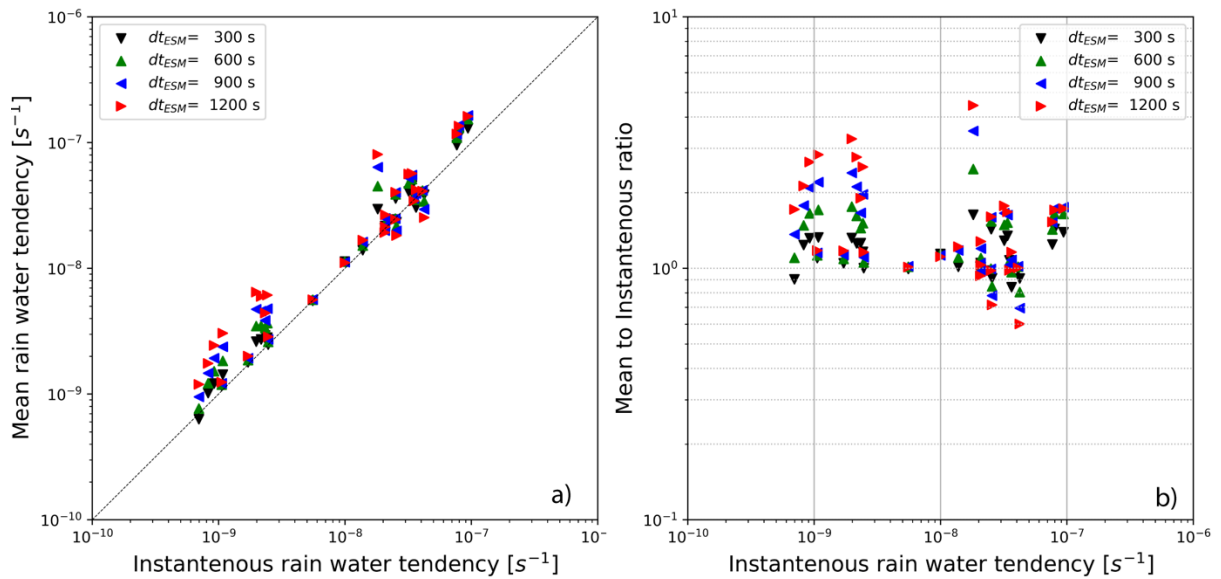 10⁻⁶
10⁻⁷
10⁻⁸
10⁻⁹
10⁻¹⁰
Mean rain water tendency [s⁻¹]
dt_ESM= 300 s
dt_ESM= 600 s
dt_ESM= 900 s
dt_ESM= 1200 s
a)
10⁻¹⁰ 10⁻⁹ 10⁻⁸ 10⁻⁷ 10⁻
Instantenous rain water tendency [s⁻¹]
10¹
10⁰
10⁻¹
Mean to Instantenous ratio
dt_ESM= 300 s
dt_ESM= 600 s
dt_ESM= 900 s
dt_ESM= 1200 s
b)
10⁻¹⁰ 10⁻⁹ 10⁻⁸ 10⁻⁷ 10⁻⁶
Instantenous rain water tendency [s⁻¹]